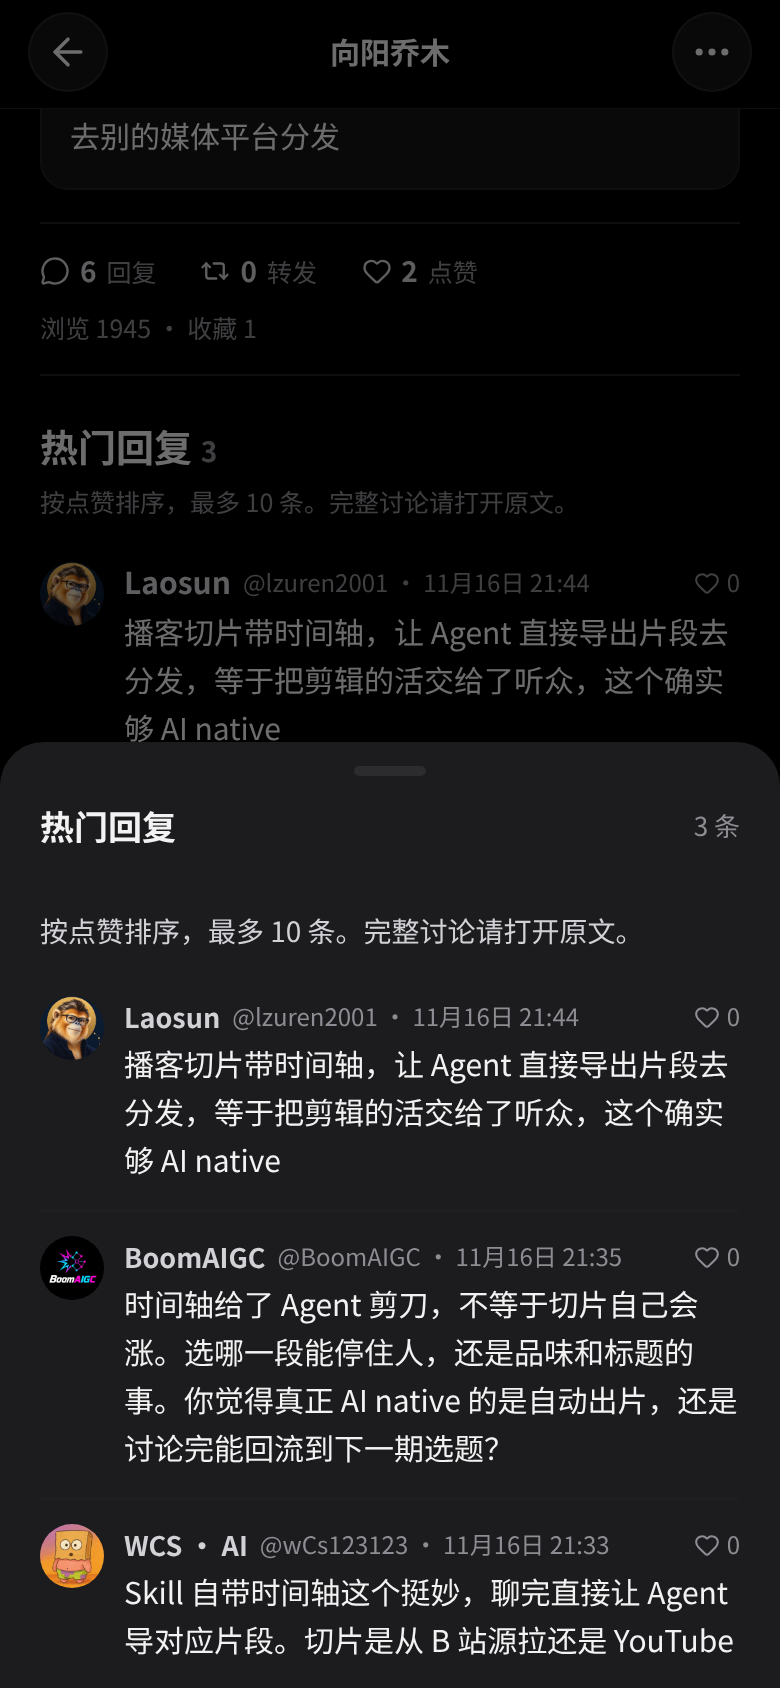 向阳乔木
去别的媒体平台分发
6 回复 0 转发 2 点赞
浏览 1945 · 收藏 1
热门回复 3
按点赞排序，最多 10 条。完整讨论请打开原文。
Laosun @lzuren2001 · 11月16日 21:44 0
播客切片带时间轴，让 Agent 直接导出片段去
分发，等于把剪辑的活交给了听众，这个确实
够 AI native
热门回复 3 条
按点赞排序，最多 10 条。完整讨论请打开原文。
Laosun @lzuren2001 · 11月16日 21:44 0
播客切片带时间轴，让 Agent 直接导出片段去
分发，等于把剪辑的活交给了听众，这个确实
够 AI native
BoomAIGC
BoomAIGC @BoomAIGC · 11月16日 21:35 0
时间轴给了 Agent 剪刀，不等于切片自己会
涨。选哪一段能停住人，还是品味和标题的
事。你觉得真正 AI native 的是自动出片，还是
讨论完能回流到下一期选题？
WCS · AI @wCs123123 · 11月16日 21:33 0
Skill 自带时间轴这个挺妙，聊完直接让 Agent
导对应片段。切片是从 B 站源拉还是 YouTube